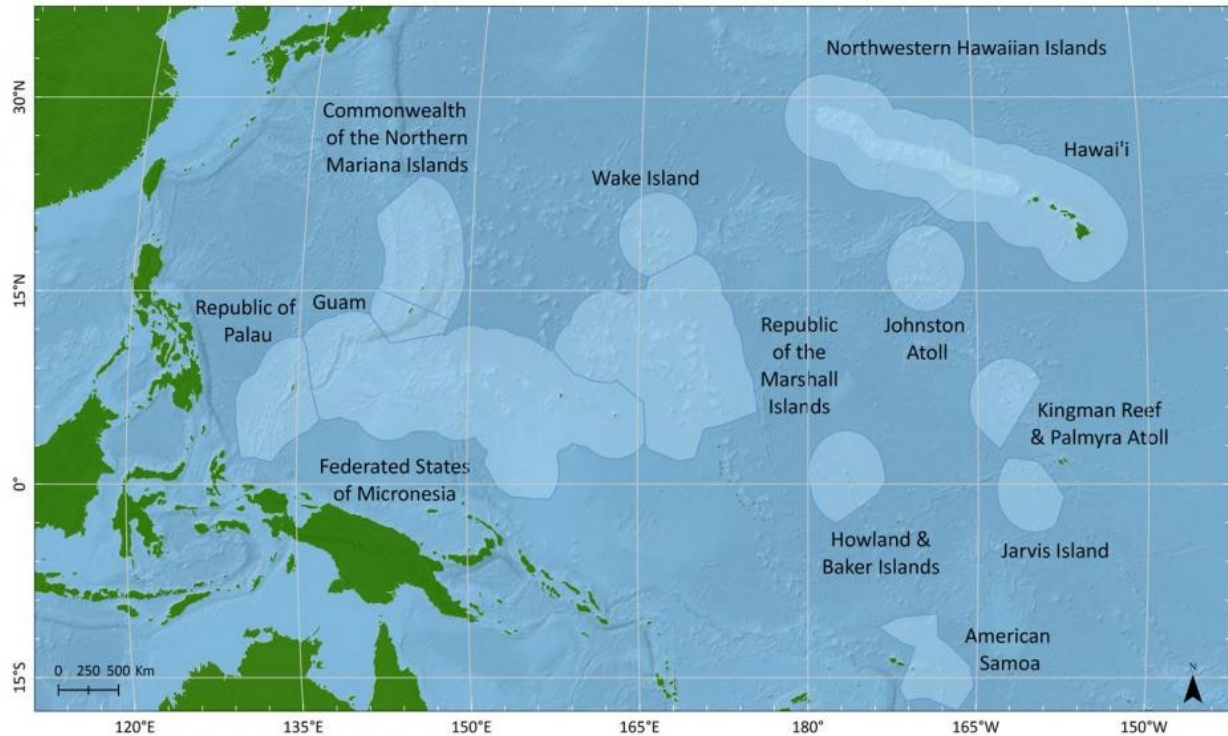 Northwestern Hawaiian Islands
30°N
Commonwealth
of the Northern
Mariana Islands
Hawai'i
Wake Island
15°N
Republic of
Palau
Guam
Republic
of the
Marshall
Islands
Johnston
Atoll
Kingman Reef
& Palmyra Atoll
0°
Federated States
of Micronesia
Howland &
Baker Islands
Jarvis Island
American
Samoa
15°S
0 250 500 Km
N
120°E 135°E 150°E 165°E 180° 165°W 150°W